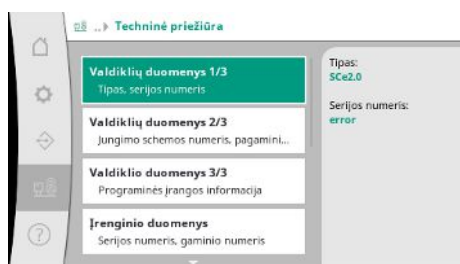 ..▸ Techninė priežiūra
Valdiklių duomenys 1/3
Tipas, serijos numeris
Valdiklių duomenys 2/3
Jungimo schemos numeris, pagamini...
Valdiklio duomenys 3/3
Programinės įrangos informacija
Įrenginio duomenys
Serijos numeris, gaminio numeris
Tipas:
SCe2.0
Serijos numeris:
error